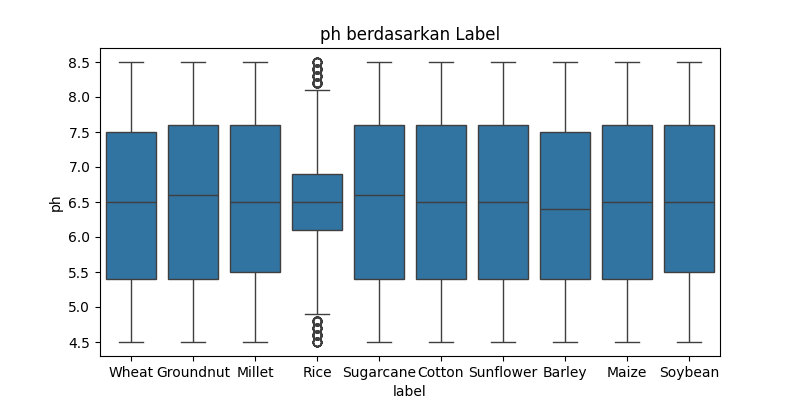 ph berdasarkan Label
ph
8.5
8.0
7.5
7.0
6.5
6.0
5.5
5.0
4.5
Wheat Groundnut Millet Rice Sugarcane Cotton Sunflower Barley Maize Soybean
label